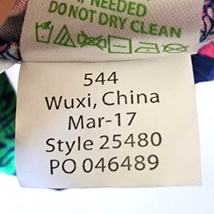 NEEDED
DO NOT DRY CLEAN
544
Wuxi, China
Mar-17
Style 25480
PO 046489